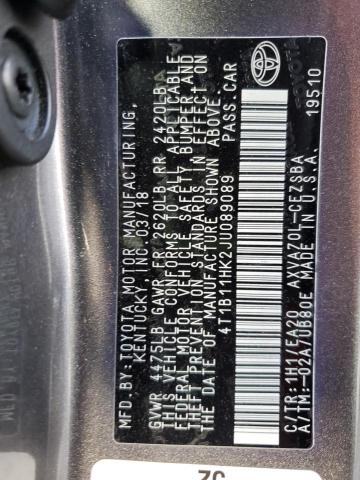 MFD. BY: TOYOTA MOTOR MANUFACTURING,
KENTUCKY, INC. 03/18
GVWR 4475LB GAWR FR 2620LB RR 2420LB
THIS VEHICLE CONFORMS TO ALL APPLICABLE
FEDERAL MOTOR VEHICLE SAFETY, BUMPER, AND
THEFT PREVENTION STANDARDS IN EFFECT ON
THE DATE OF MANUFACTURE SHOWN ABOVE.
4T1B11HK2JU089089 PASS.CAR
C/TR: 1H1/EA20 AXVA70L-CEZSBA
A/TM: -02A/UB80E MADE IN U.S.A.
19510